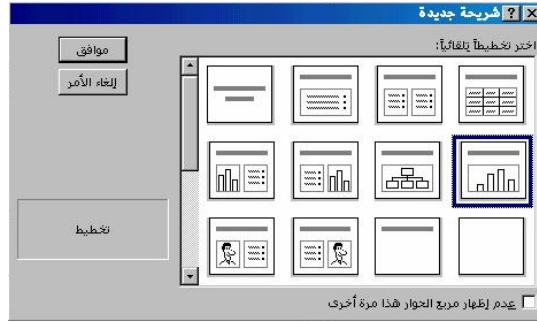 شريحة جديدة
اختر تخطيطاً تلقائياً:
موافق
إلغاء الأمر
تخطيط
عدم إظهار مربع الحوار هذا مرة أخرى